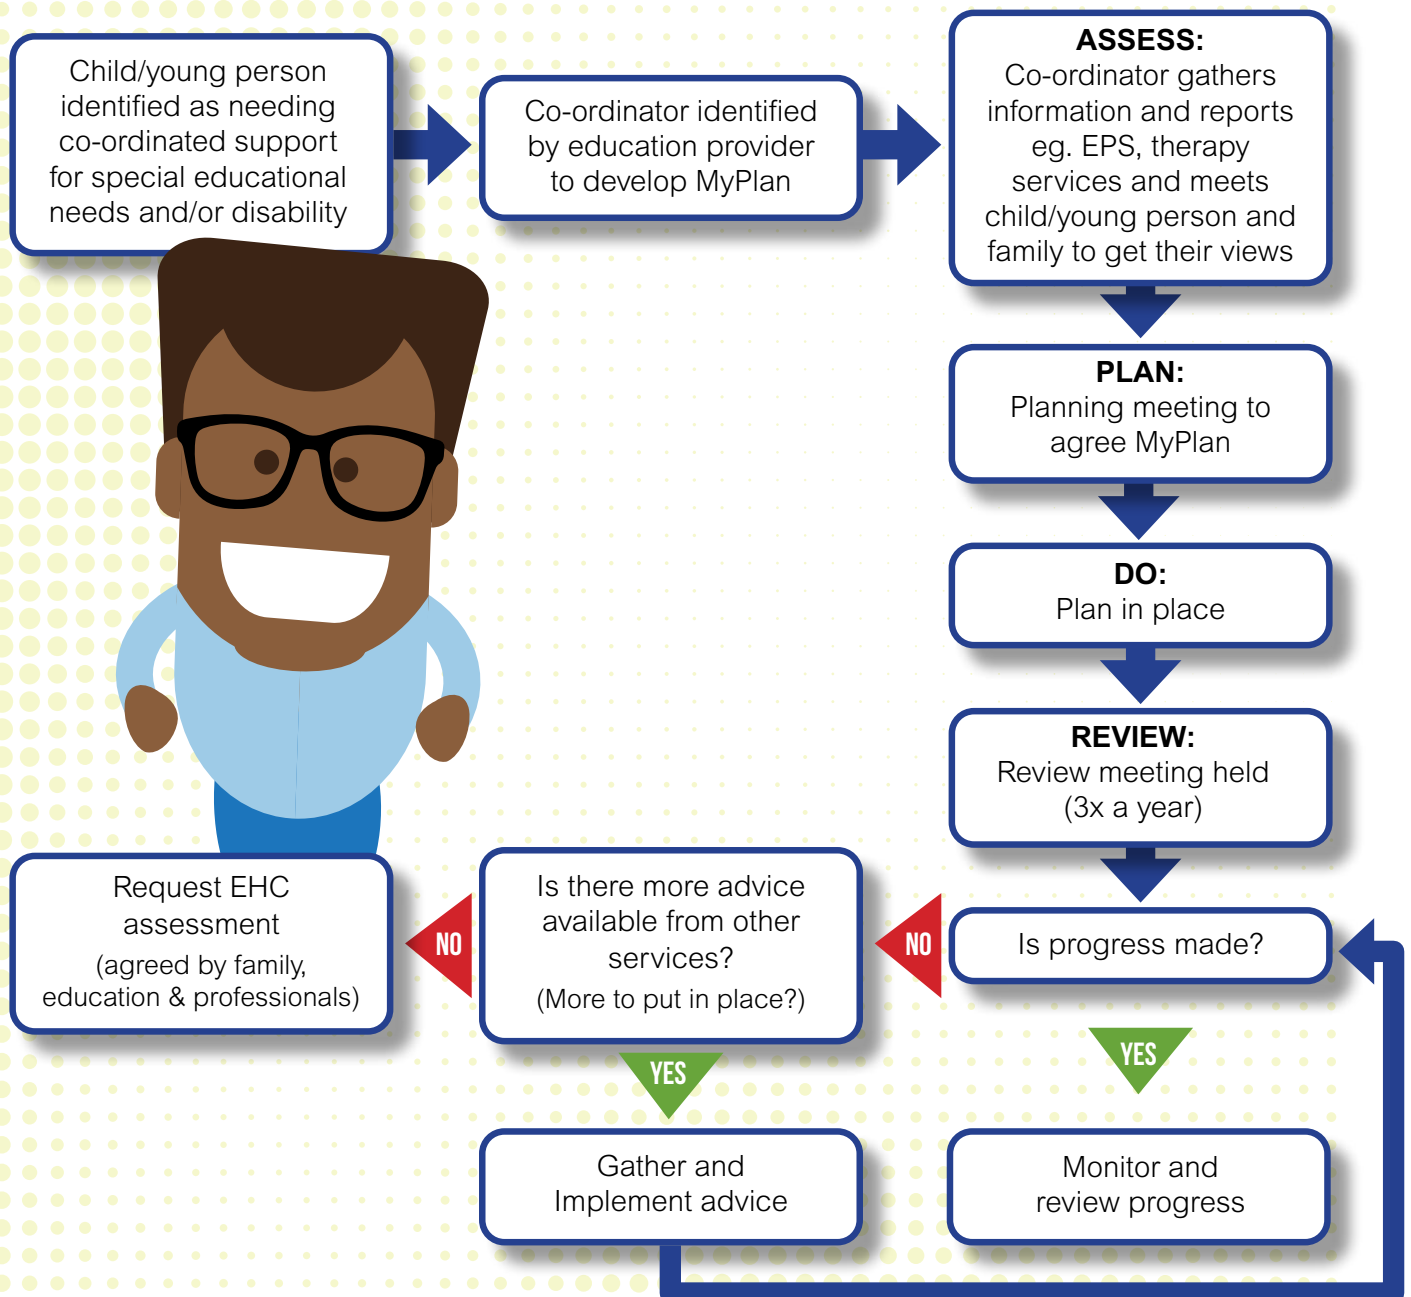 Child/young person
identified as needing
co-ordinated support
for special educational
needs and/or disability
Co-ordinator identified
by education provider
to develop MyPlan
ASSESS:
Co-ordinator gathers
information and reports
eg. EPS, therapy
services and meets
child/young person and
family to get their views
PLAN:
Planning meeting to
agree MyPlan
DO:
Plan in place
REVIEW:
Review meeting held
(3x a year)
Is progress made?
NO
Is there more advice
available from other
services?
(More to put in place?)
NO
Request EHC
assessment
(agreed by family,
education & professionals)
YES
Gather and
Implement advice
YES
Monitor and
review progress